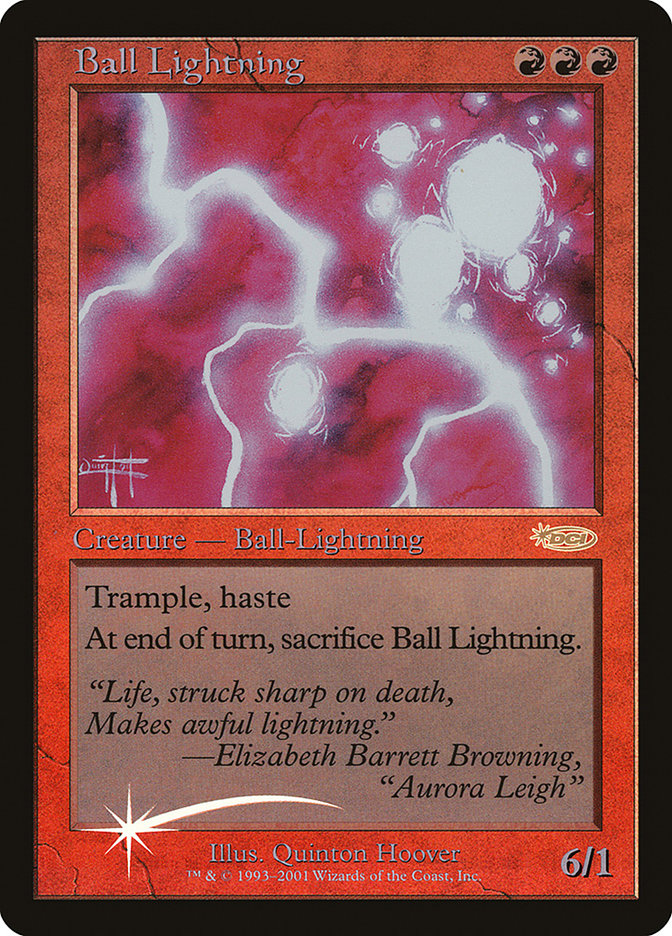 Ball Lightning
Creature — Ball-Lightning
DCI
Trample, haste
At end of turn, sacrifice Ball Lightning.
“Life, struck sharp on death,
Makes awful lightning.”
—Elizabeth Barrett Browning,
“Aurora Leigh”
Illus. Quinton Hoover
™ & © 1993–2001 Wizards of the Coast, Inc.
6/1